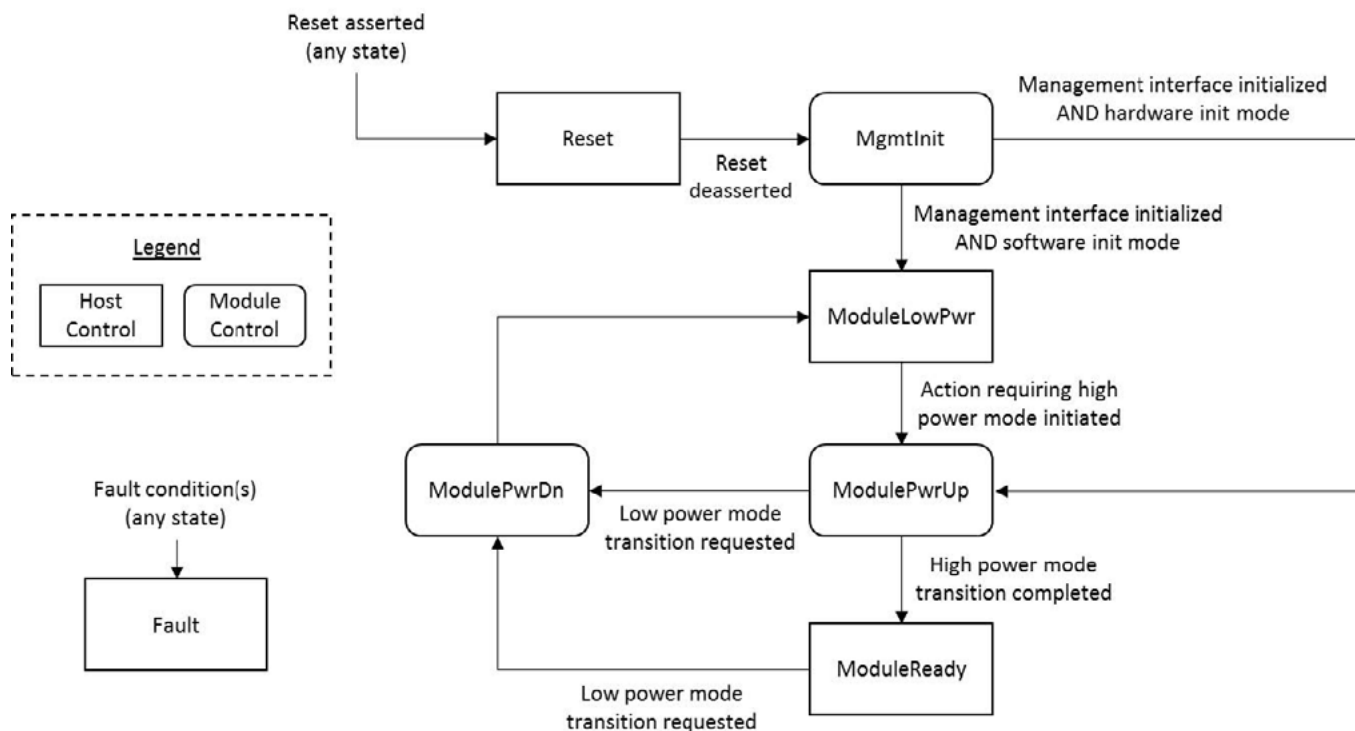 Reset asserted
(any state)
Reset
Reset
deasserted
MgmtInit
Management interface initialized
AND hardware init mode
Management interface initialized
AND software init mode
Legend
Host
Control
Module
Control
ModuleLowPwr
Action requiring high
power mode initiated
ModulePwrDn
Low power mode
transition requested
ModulePwrUp
Fault condition(s)
(any state)
Fault
High power mode
transition completed
ModuleReady
Low power mode
transition requested